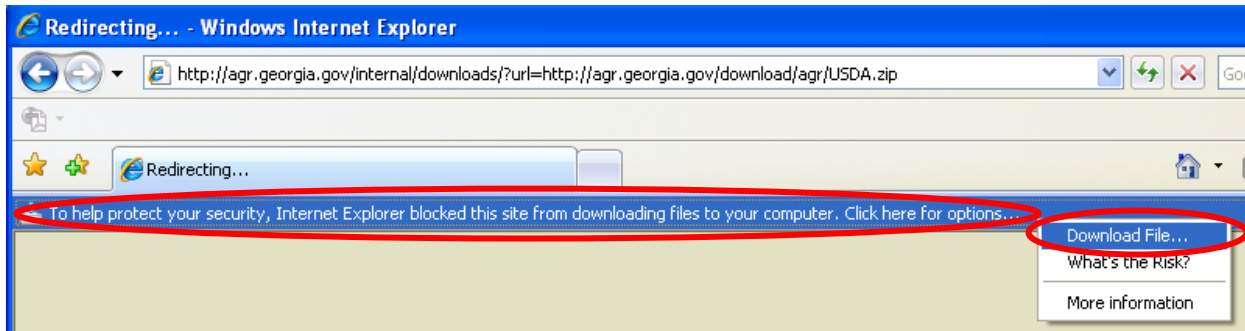 Redirecting... - Windows Internet Explorer
http://agr.georgia.gov/internal/downloads/?url=http://agr.georgia.gov/download/agr/USDA.zip
Redirecting...
To help protect your security, Internet Explorer blocked this site from downloading files to your computer. Click here for options...
Download File...
What's the Risk?
More information